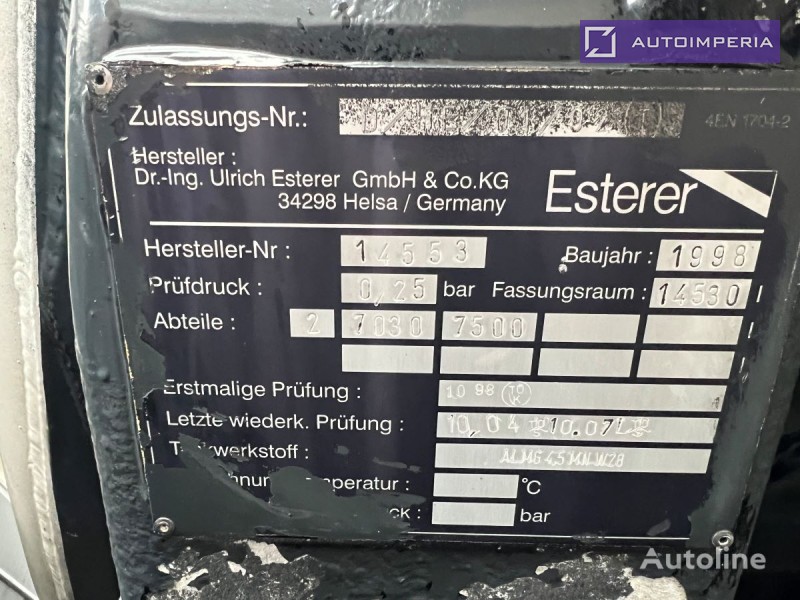 AUTOIMPERIA
Zulassungs-Nr.:
4EN 1704-2
Hersteller :
Dr.-Ing. Ulrich Esterer GmbH & Co.KG
34298 Helsa / Germany
Esterer
Hersteller-Nr : 14553 Baujahr : 1998
Prüfdruck : 0,25 bar Fassungsraum : 14530 l
Abteile : 2 7030 7500
Erstmalige Prüfung : 10 98
Letzte wiederk. Prüfung : 10,04 10.07
werkstoff : ALMG 4,5 MN W28
°C
bar
Autoline